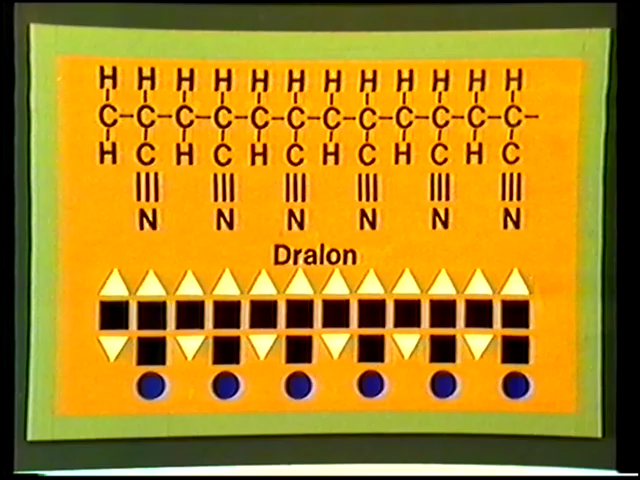 H H H H H H H H H H H H
C-C-C-C-C-C-C-C-C-C-C-C-
H C H C H C H C H C H C
N N N N N N
Dralon